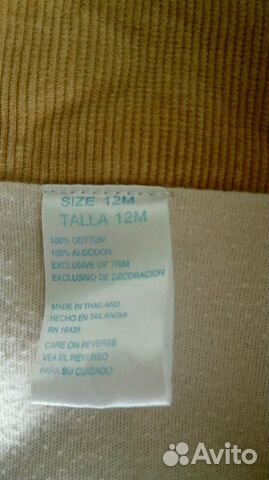 SIZE 12M
TALLA 12M
100% COTTON
100% ALGODON
EXCLUSIVE OF TRIM
EXCLUSIVO DE DECORACION
MADE IN THAILAND
HECHO EN TAILANDIA
RN 16435
CARE ON REVERSE
VEA EL REVERSO
PARA SU CUIDADO
Avito